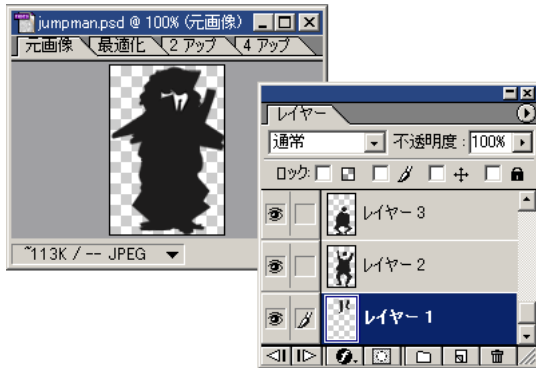 jumpman.psd @ 100% (元画像)
元画像 最適化 2 アップ 4 アップ
~113K / -- JPEG
レイヤー
通常 不透明度 : 100%
ロック:
レイヤー 3
レイヤー 2
レイヤー 1